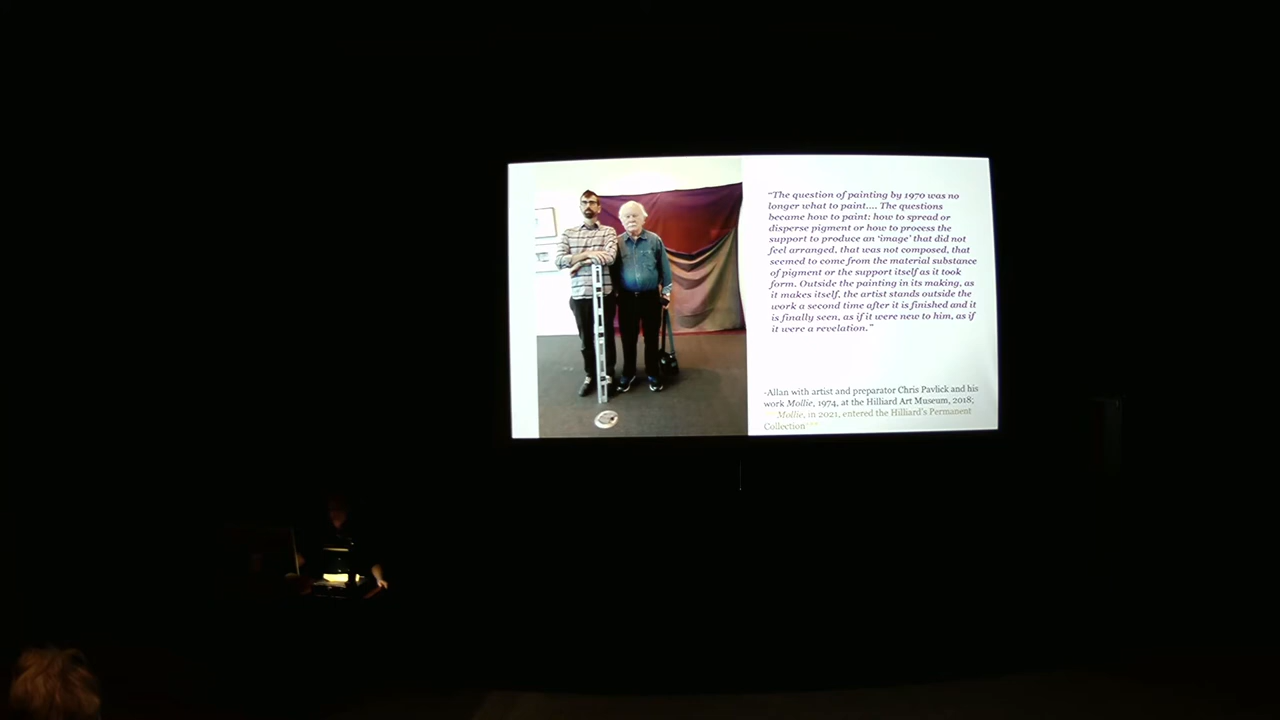 “The question of painting by 1970 was no
longer what to paint.... The questions
became how to paint: how to spread or
disperse pigment or how to process the
support to produce an ‘image’ that did not
feel arranged, that was not composed, that
seemed to come from the material substance
of pigment or the support itself as it took
form. Outside the painting in its making, as
it makes itself, the artist stands outside the
work a second time after it is finished and it
is finally seen, as if it were new to him, as if
it were a revelation.”
-Allan with artist and preparator Chris Pavlick and his
work Mollie, 1974, at the Hilliard Art Museum, 2018;
Mollie, in 2021, entered the Hilliard's Permanent
Collection